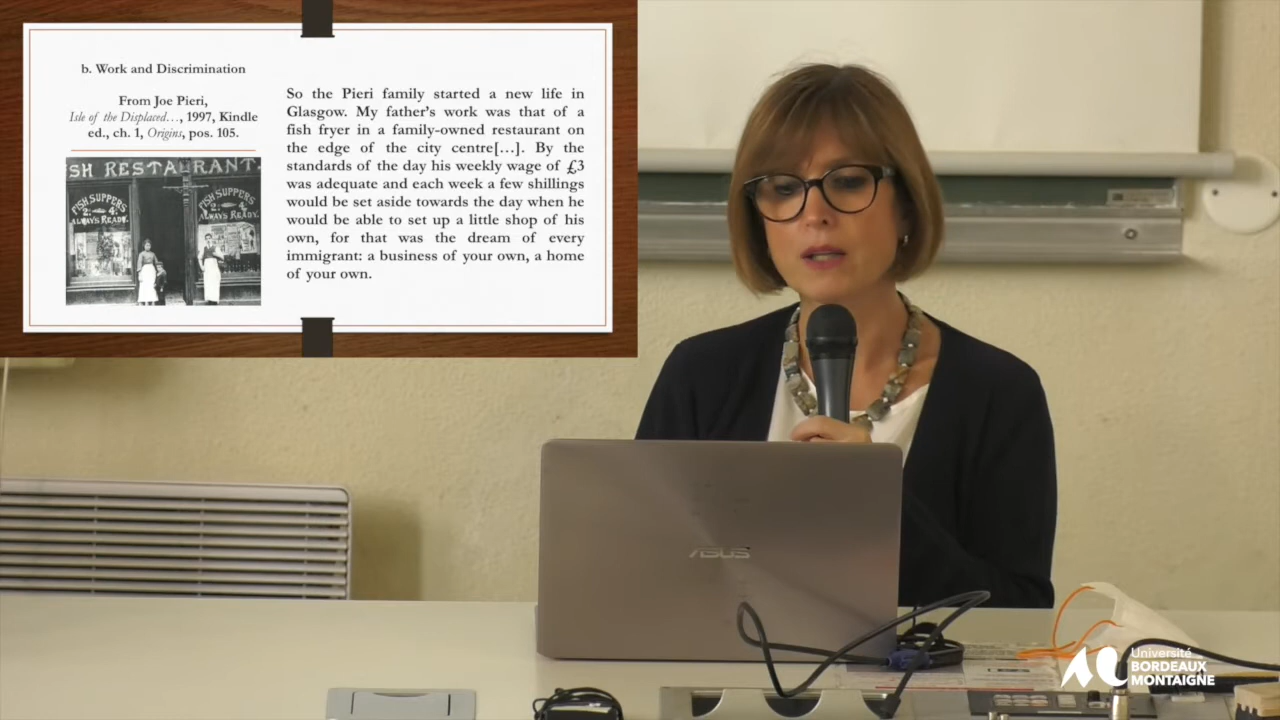 b. Work and Discrimination
From Joe Pieri,
Isle of the Displaced…, 1997, Kindle
ed., ch. 1, Origins, pos. 105.
SH RESTAURANT.
FISH SUPPERS
ALWAYS READY.
FISH SUPPERS
ALWAYS READY.
So the Pieri family started a new life in
Glasgow. My father's work was that of a
fish fryer in a family-owned restaurant on
the edge of the city centre[…]. By the
standards of the day his weekly wage of £3
was adequate and each week a few shillings
would be set aside towards the day when he
would be able to set up a little shop of his
own, for that was the dream of every
immigrant: a business of your own, a home
of your own.
ASUS
Université
BORDEAUX
MONTAIGNE